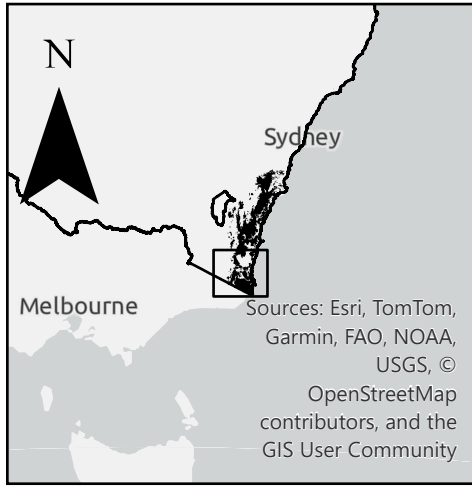 N
Sydney
Melbourne
Sources: Esri, TomTom,
Garmin, FAO, NOAA,
USGS, ©
OpenStreetMap
contributors, and the
GIS User Community